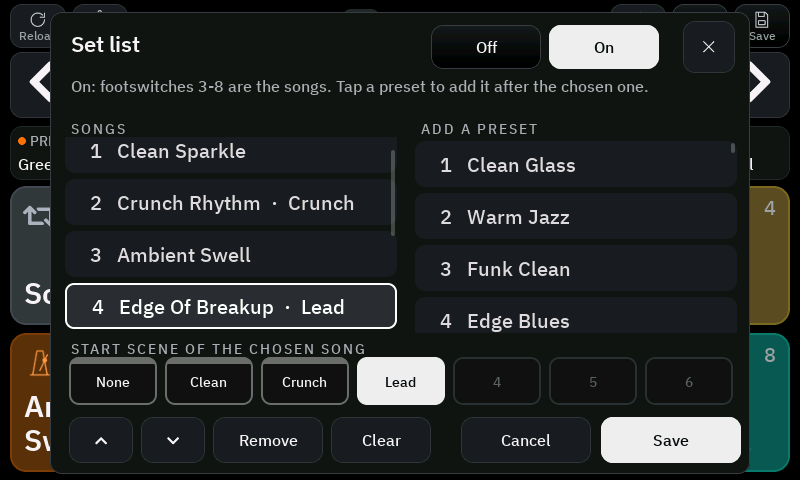 Set list
Off
On
Save
On: footswitches 3-8 are the songs. Tap a preset to add it after the chosen one.
SONGS
ADD A PRESET
1 Clean Sparkle
2 Crunch Rhythm · Crunch
3 Ambient Swell
4 Edge Of Breakup · Lead
1 Clean Glass
2 Warm Jazz
3 Funk Clean
4 Edge Blues
4
8
START SCENE OF THE CHOSEN SONG
None
Clean
Crunch
Lead
4
5
6
Remove
Clear
Cancel
Save